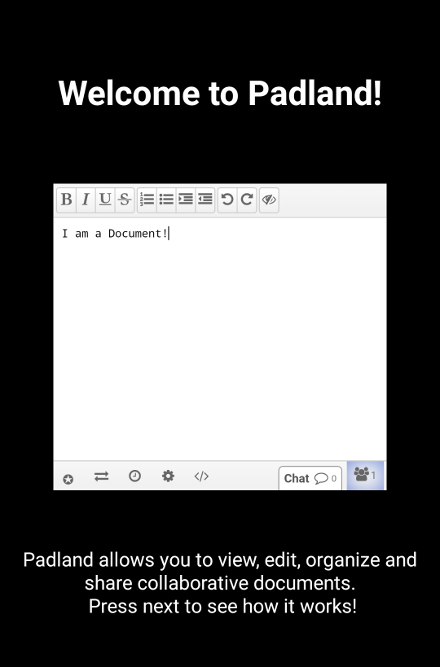 Welcome to Padland!
B I U S
I am a Document!
Chat 0 1
Padland allows you to view, edit, organize and
share collaborative documents.
Press next to see how it works!